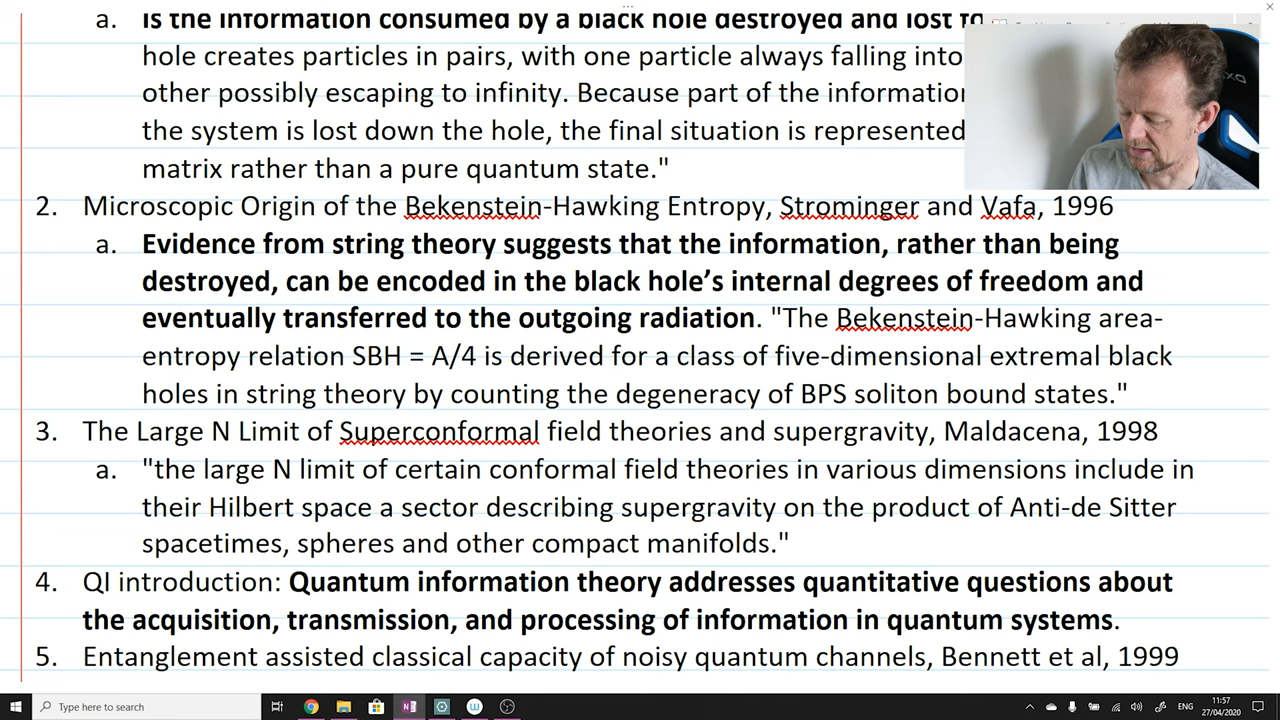 a. Is the information consumed by a black hole destroyed and lost
hole creates particles in pairs, with one particle always falling into
other possibly escaping to infinity. Because part of the information
the system is lost down the hole, the final situation is represented
matrix rather than a pure quantum state."
2. Microscopic Origin of the Bekenstein-Hawking Entropy, Strominger and Vafa, 1996
a. Evidence from string theory suggests that the information, rather than being
destroyed, can be encoded in the black hole’s internal degrees of freedom and
eventually transferred to the outgoing radiation. "The Bekenstein-Hawking area-
entropy relation SBH = A/4 is derived for a class of five-dimensional extremal black
holes in string theory by counting the degeneracy of BPS soliton bound states."
3. The Large N Limit of Superconformal field theories and supergravity, Maldacena, 1998
a. "the large N limit of certain conformal field theories in various dimensions include in
their Hilbert space a sector describing supergravity on the product of Anti-de Sitter
spacetimes, spheres and other compact manifolds."
4. QI introduction: Quantum information theory addresses quantitative questions about
the acquisition, transmission, and processing of information in quantum systems.
5. Entanglement assisted classical capacity of noisy quantum channels, Bennett et al, 1999
Type here to search
ENG
11:57
27/04/2020